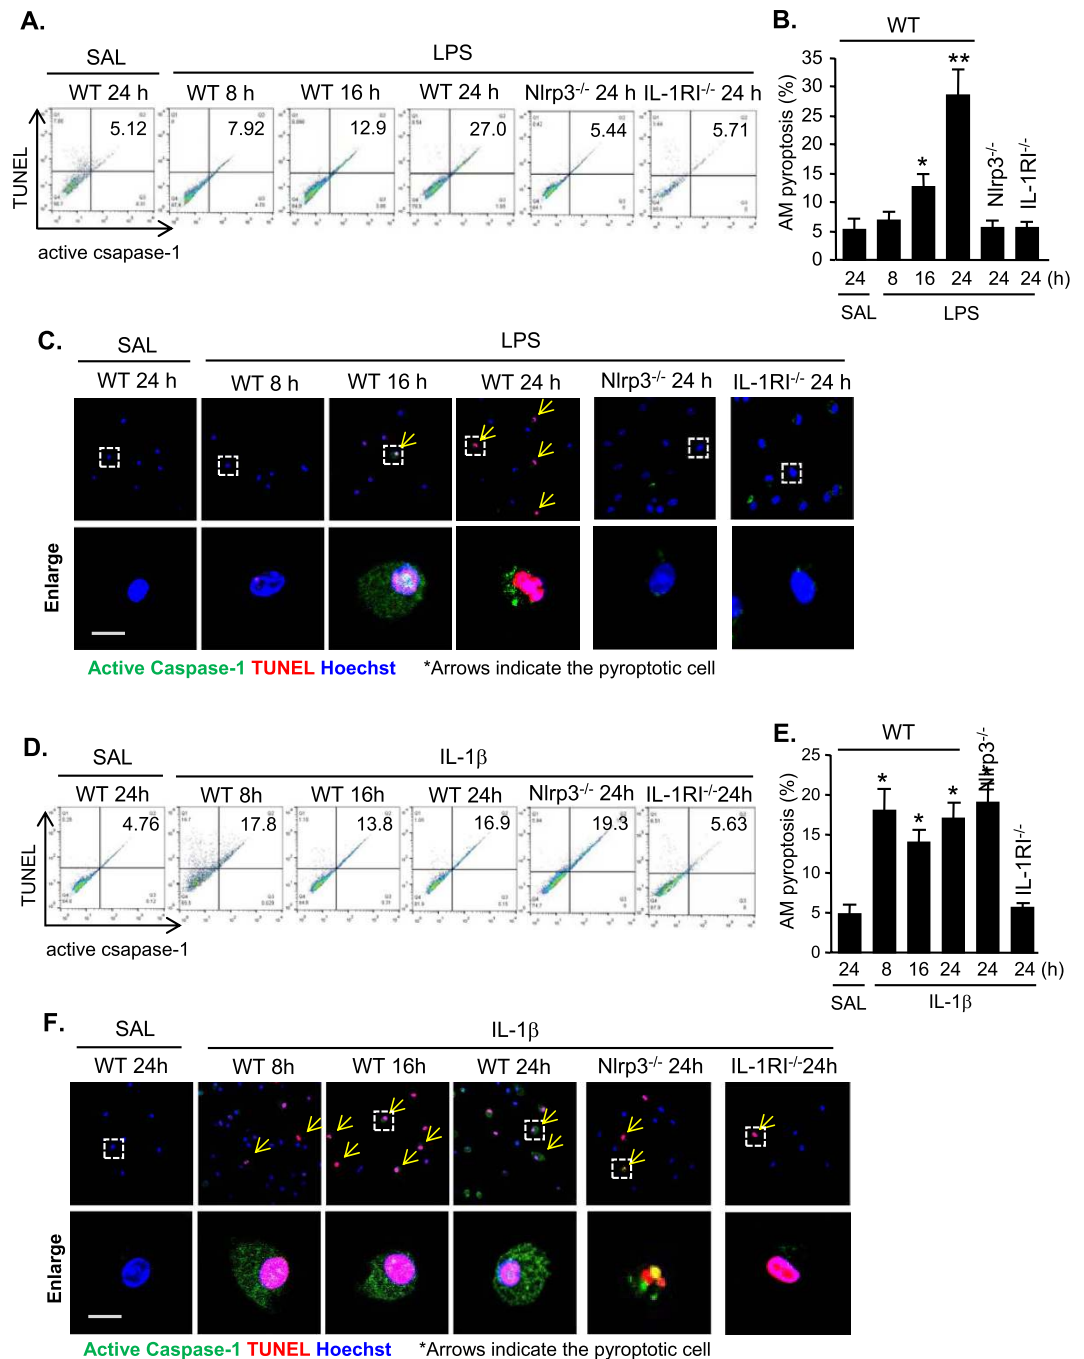 A.
SAL
LPS
WT 24 h
WT 8 h
WT 16 h
WT 24 h
Nlrp3-/- 24 h
IL-1RI-/- 24 h
5.12
7.92
12.9
27.0
5.44
5.71
TUNEL
active csapase-1
B.
WT
AM pyroptosis (%)
35
30
25
20
15
10
5
0
*
**
Nlrp3-/-
IL-1RI-/-
24 8 16 24 24 24 (h)
SAL
LPS
C.
SAL
LPS
WT 24 h
WT 8 h
WT 16 h
WT 24 h
Nlrp3-/- 24 h
IL-1RI-/- 24 h
Enlarge
Active Caspase-1 TUNEL Hoechst *Arrows indicate the pyroptotic cell
D.
SAL
IL-1β
WT 24h
WT 8h
WT 16h
WT 24h
Nlrp3-/- 24h
IL-1RI-/-24h
4.76
17.8
13.8
16.9
19.3
5.63
TUNEL
active csapase-1
E.
WT
AM pyroptosis (%)
25
20
15
10
5
0
*
*
*
*
Nlrp3-/-
IL-1RI-/-
24 8 16 24 24 24 (h)
SAL
IL-1β
F.
SAL
IL-1β
WT 24h
WT 8h
WT 16h
WT 24h
Nlrp3-/- 24h
IL-1RI-/-24h
Enlarge
Active Caspase-1 TUNEL Hoechst *Arrows indicate the pyroptotic cell